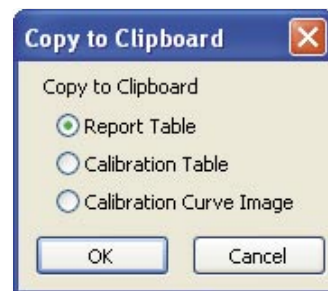 Copy to Clipboard
Copy to Clipboard
Report Table
Calibration Table
Calibration Curve Image
OK Cancel